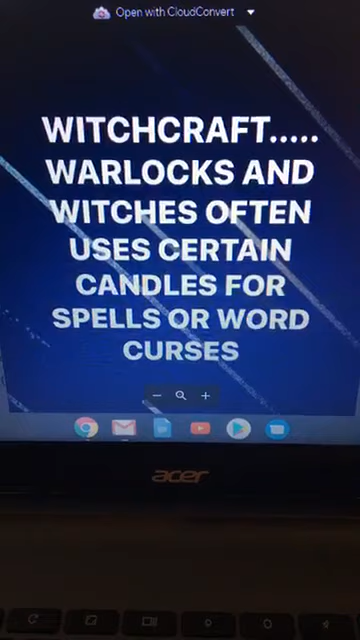 Open with CloudConvert
WITCHCRAFT.....
WARLOCKS AND
WITCHES OFTEN
USES CERTAIN
CANDLES FOR
SPELLS OR WORD
CURSES
acer